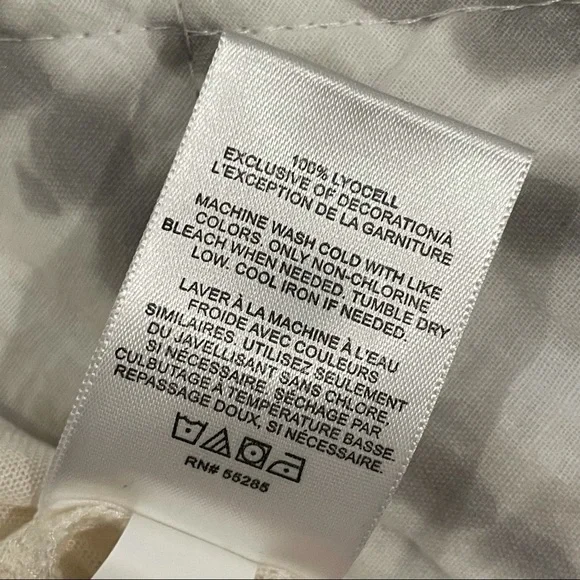 100% LYOCELL
EXCLUSIVE OF DECORATION/À
L'EXCEPTION DE LA GARNITURE
MACHINE WASH COLD WITH LIKE
COLORS. ONLY NON-CHLORINE
BLEACH WHEN NEEDED. TUMBLE DRY
LOW. COOL IRON IF NEEDED.
LAVER À LA MACHINE À L'EAU
FROIDE AVEC COULEURS
SIMILAIRES. UTILISEZ SEULEMENT
DU JAVELLISANT SANS CHLORE,
SI NÉCESSAIRE. SÉCHAGE PAR
CULBUTAGE À TEMPÉRATURE BASSE
REPASSAGE DOUX, SI NÉCESSAIRE.
RN# 55285